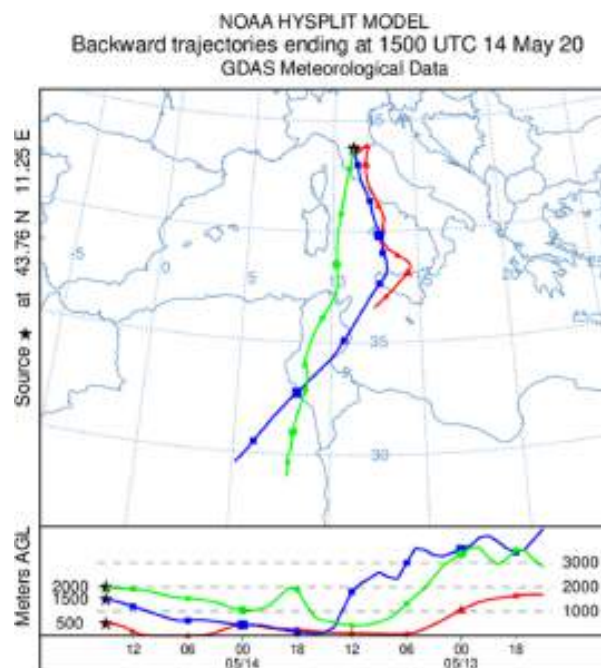 NOAA HYSPLIT MODEL
Backward trajectories ending at 1500 UTC 14 May 20
GDAS Meteorological Data
Source ★ at 43.76 N 11.25 E
45
-5
0
5
10
15
20
25
35
30
Meters AGL
2000
1500
500
3000
2000
1000
12 06 00 18 12 06 00 18
05/14 05/13